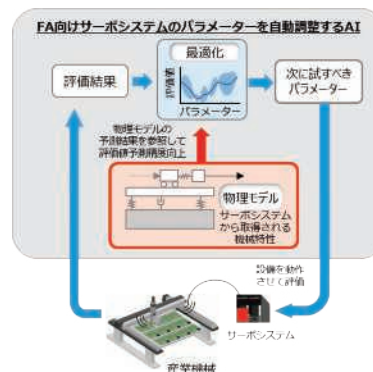 FA向けサーボシステムのパラメーターを自動調整するAI
最適化
評価結果
評価値
パラメーター
次に試すべき
パラメーター
物理モデルの
予測結果を参照して
評価値予測精度向上
物理モデル
サーボシステム
から取得される
機械特性
設備を動作
させて評価
サーボシステム
産業機械